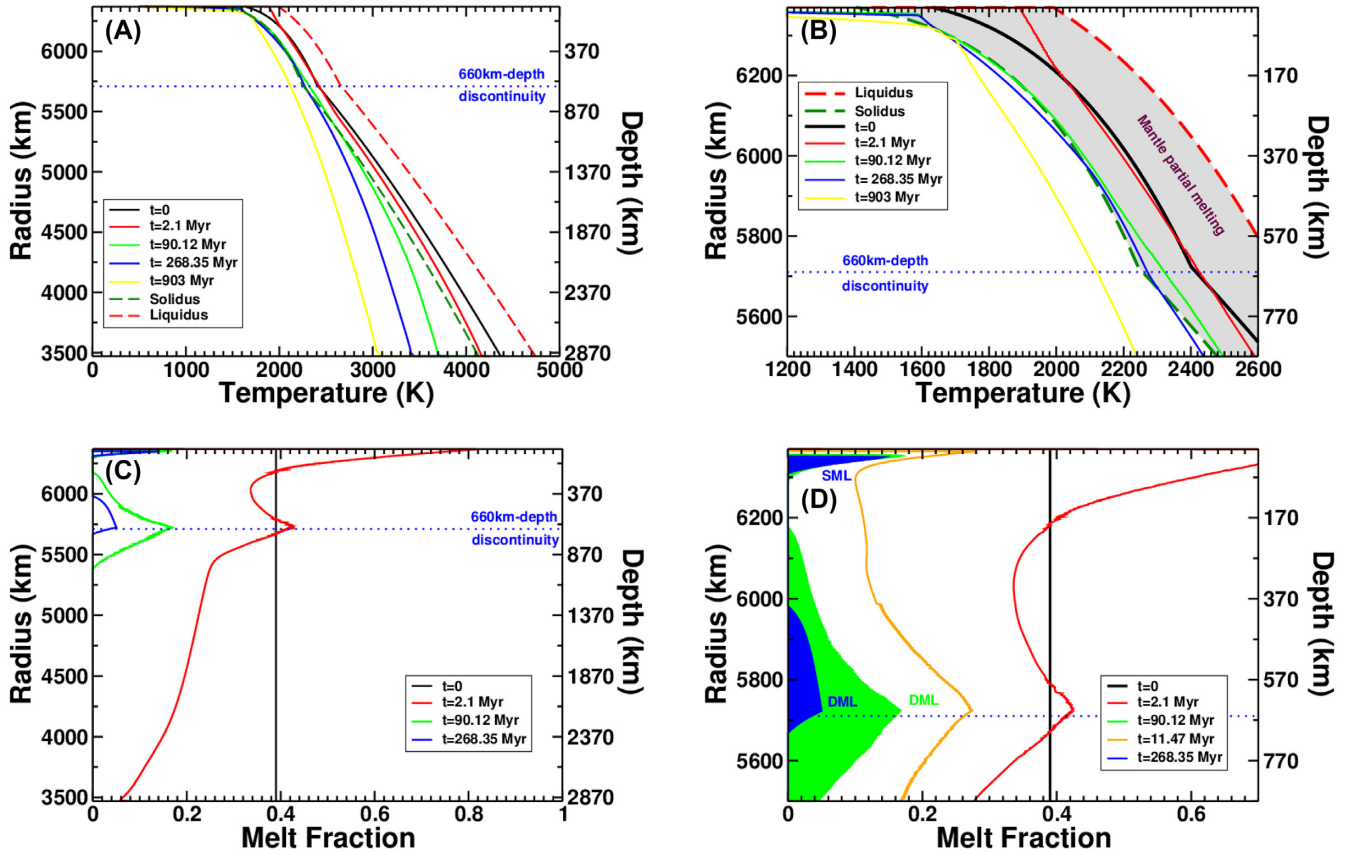 (A)
6000
5500
5000
4500
4000
3500
Radius (km)
370
870
1370
1870
2370
2870
Depth (km)
660km-depth
discontinuity
t=0
t=2.1 Myr
t=90.12 Myr
t= 268.35 Myr
t=903 Myr
Solidus
Liquidus
0 1000 2000 3000 4000 5000
Temperature (K)
(B)
6200
6000
5800
5600
Radius (km)
170
370
570
770
Depth (km)
Liquidus
Solidus
t=0
t=2.1 Myr
t=90.12 Myr
t= 268.35 Myr
t=903 Myr
Mantle partial melting
660km-depth
discontinuity
1200 1400 1600 1800 2000 2200 2400 2600
Temperature (K)
(C)
6000
5500
5000
4500
4000
3500
Radius (km)
370
870
1370
1870
2370
2870
Depth (km)
660km-depth
discontinuity
t=0
t=2.1 Myr
t=90.12 Myr
t=268.35 Myr
0 0.2 0.4 0.6 0.8 1
Melt Fraction
(D)
SML
6200
6000
5800
5600
Radius (km)
170
370
570
770
Depth (km)
DML DML
t=0
t=2.1 Myr
t=90.12 Myr
t=11.47 Myr
t=268.35 Myr
0 0.2 0.4 0.6
Melt Fraction